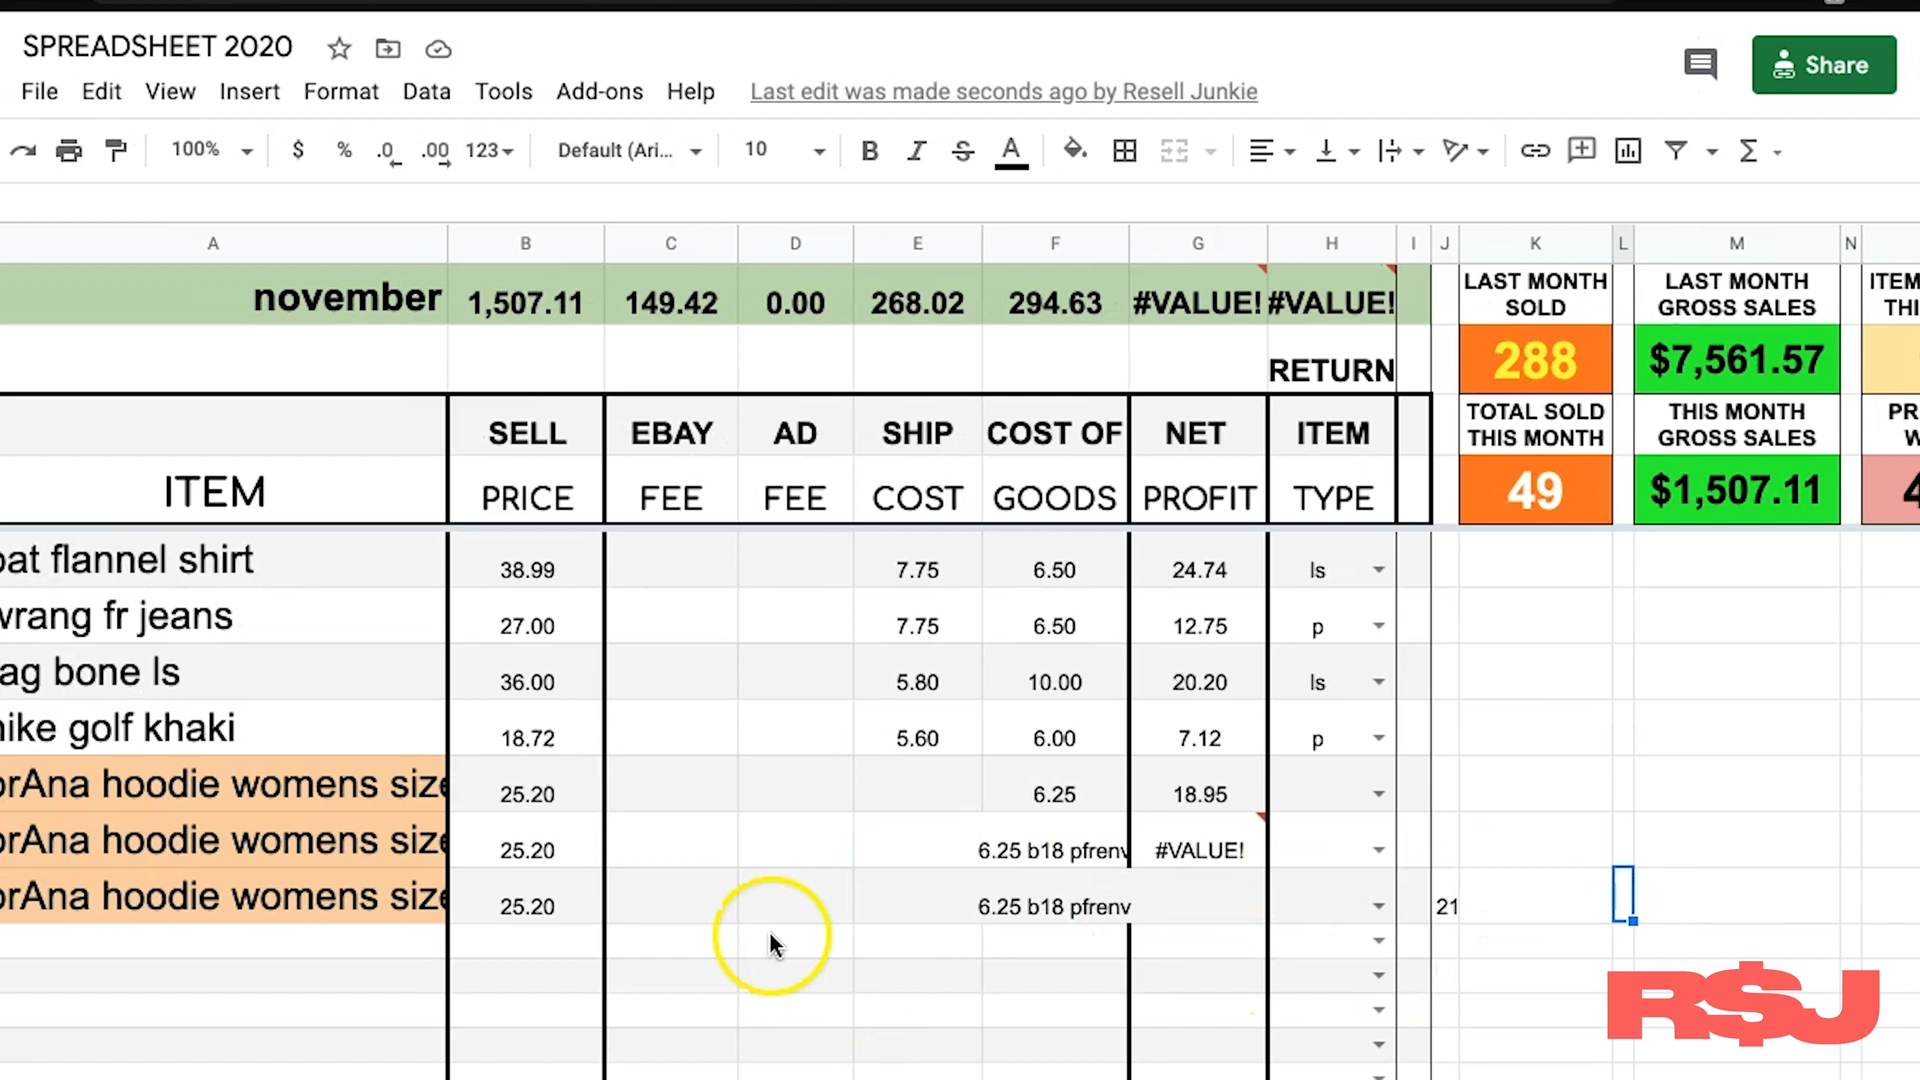 SPREADSHEET 2020
File Edit View Insert Format Data Tools Add-ons Help Last edit was made seconds ago by Resell Junkie
Share
100% $ % .0 .00 123 Default (Ari... 10 B I S A
A B C D E F G H I J K L M N
november 1,507.11 149.42 0.00 268.02 294.63 #VALUE! #VALUE!
RETURN
LAST MONTH SOLD
288
LAST MONTH GROSS SALES
$7,561.57
TOTAL SOLD THIS MONTH
49
THIS MONTH GROSS SALES
$1,507.11
ITEM
SELL PRICE
EBAY FEE
AD FEE
SHIP COST
COST OF GOODS
NET PROFIT
ITEM TYPE
flannel shirt 38.99 7.75 6.50 24.74 ls
fr jeans 27.00 7.75 6.50 12.75 p
bone ls 36.00 5.80 10.00 20.20 ls
golf khaki 18.72 5.60 6.00 7.12 p
hoodie womens 25.20 6.25 18.95
hoodie womens 25.20 6.25 b18 #VALUE!
hoodie womens 25.20 6.25 b18 21
R$J